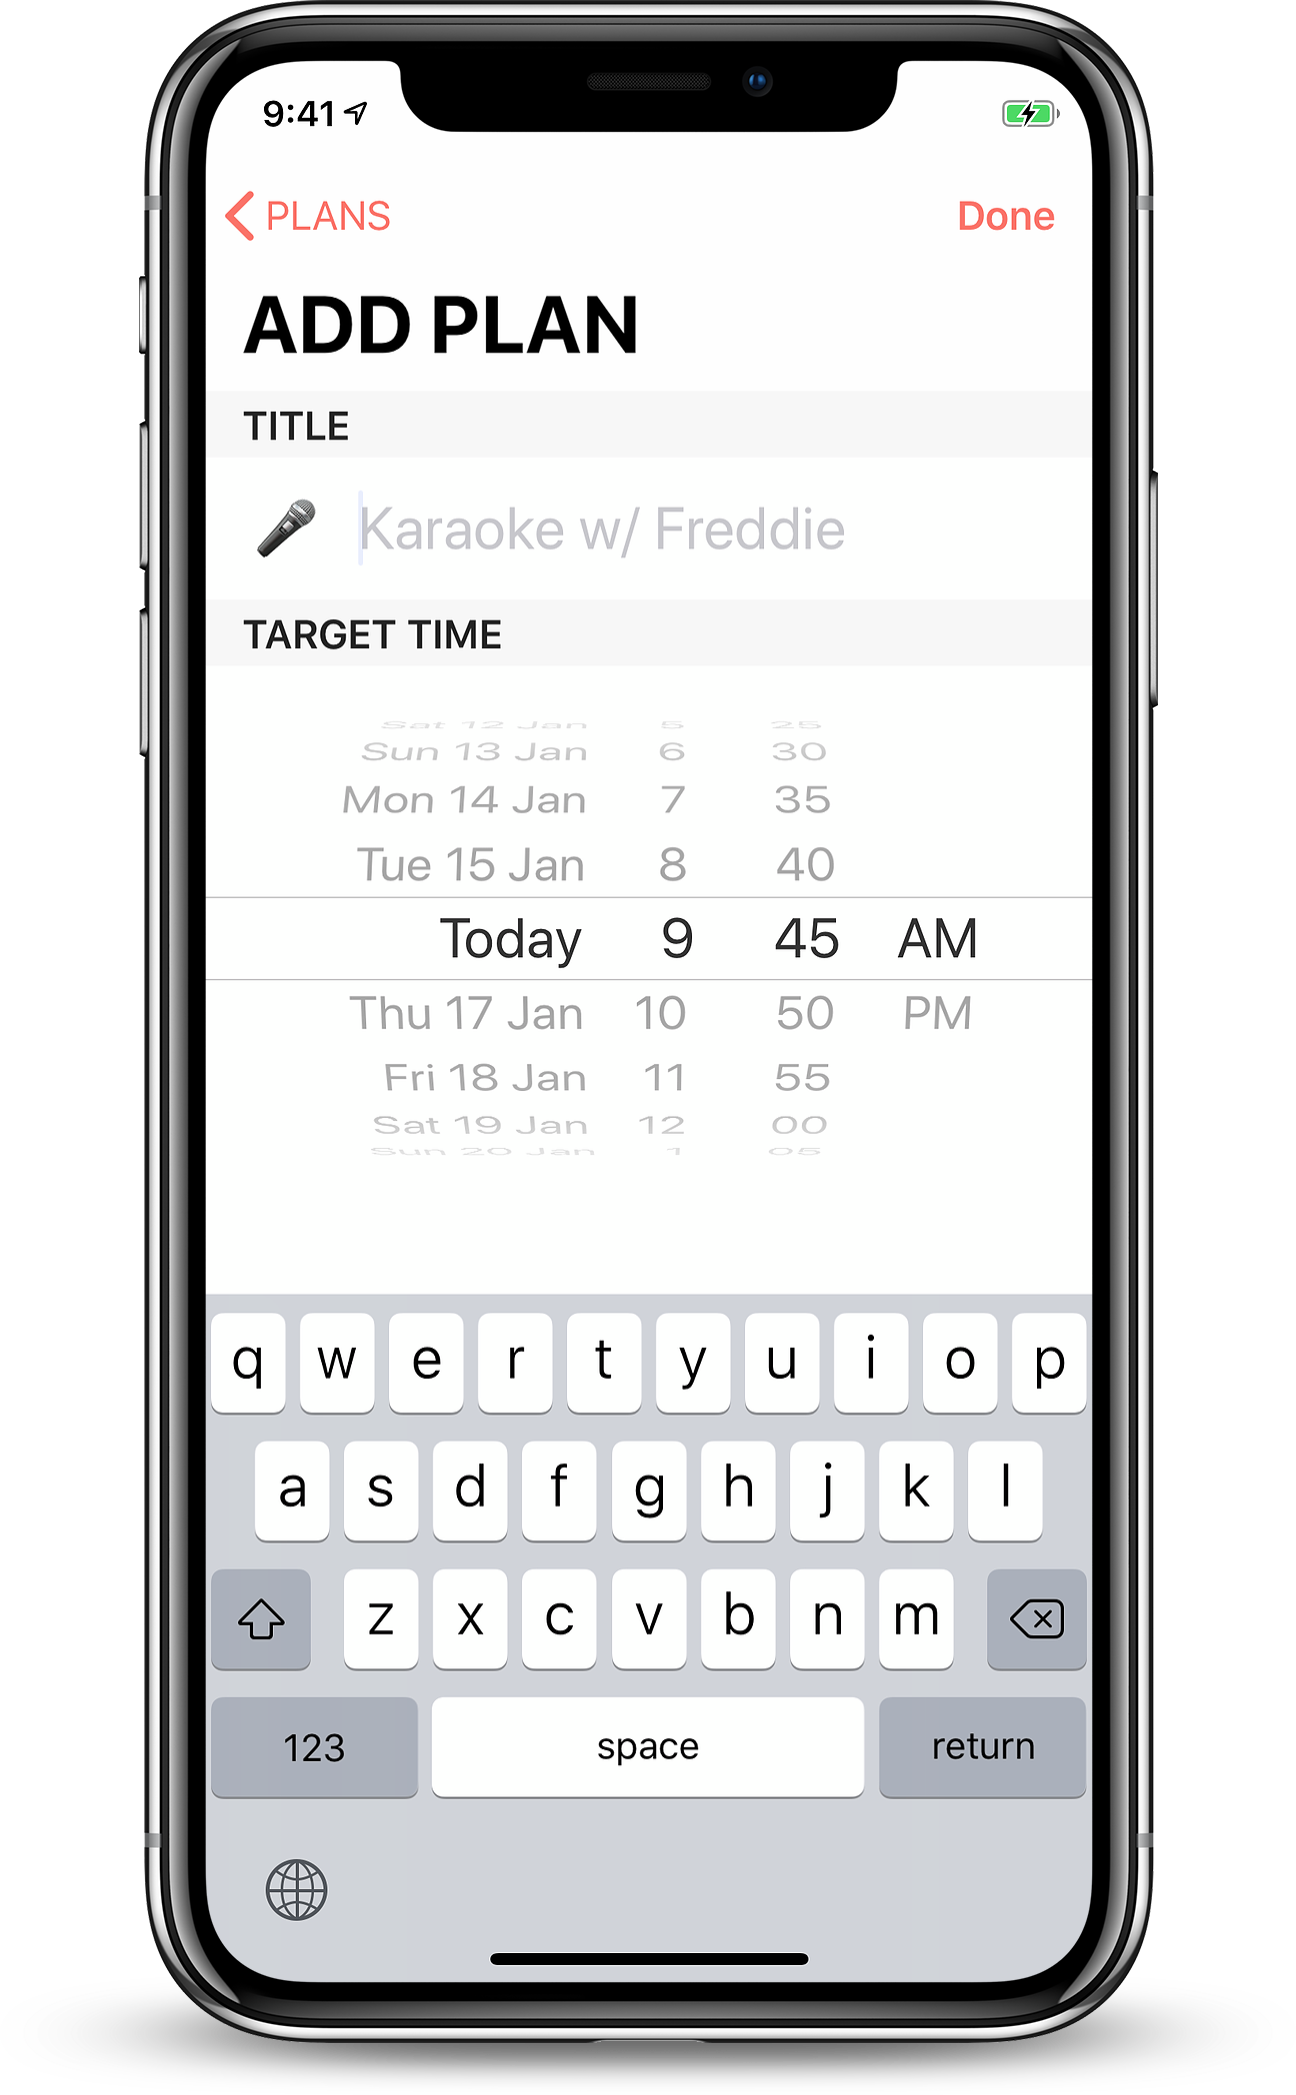 9:41
PLANS Done
ADD PLAN
TITLE
Karaoke w/ Freddie
TARGET TIME
Sat 12 Jan 5 25
Sun 13 Jan 6 30
Mon 14 Jan 7 35
Tue 15 Jan 8 40
Today 9 45 AM
Thu 17 Jan 10 50 PM
Fri 18 Jan 11 55
Sat 19 Jan 12 00
Sun 20 Jan 1 05
q w e r t y u i o p
a s d f g h j k l
z x c v b n m
123 space return